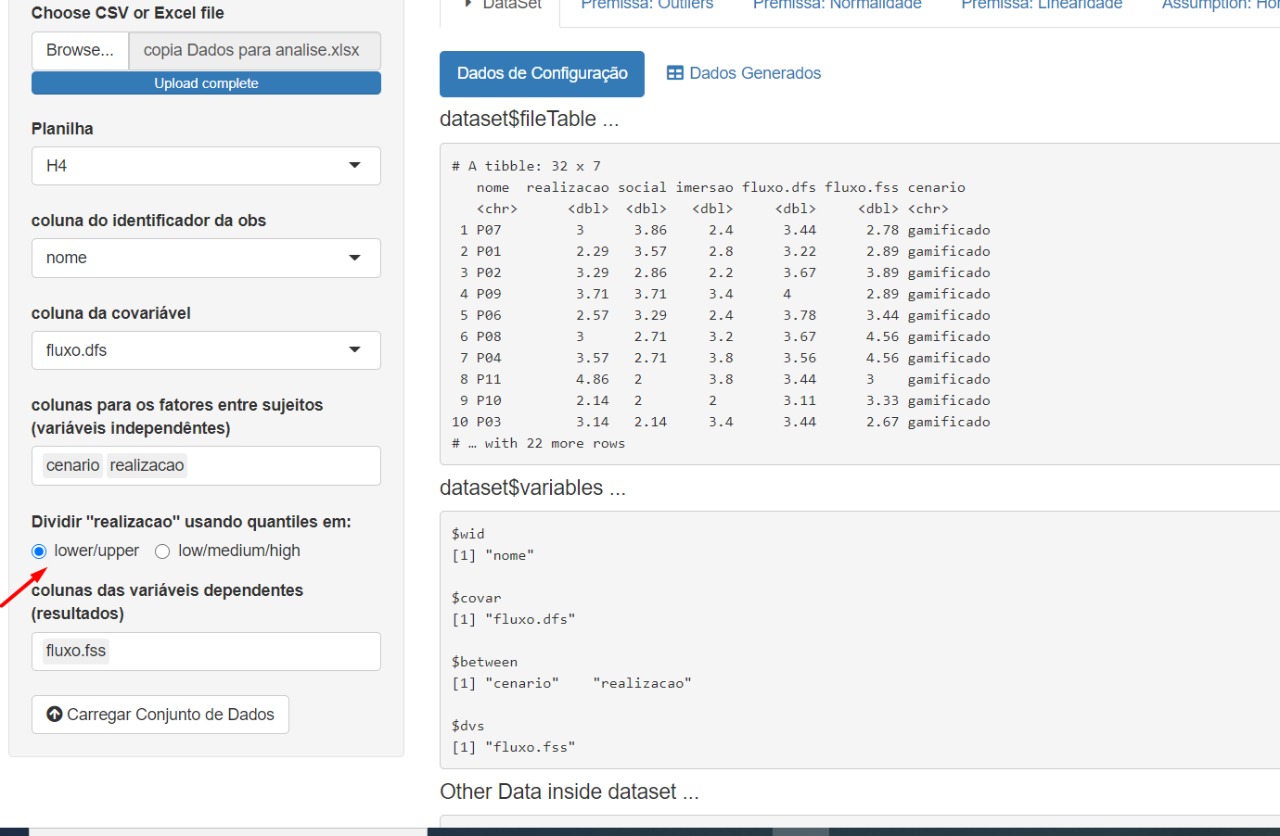 Choose CSV or Excel file
Browse... copia Dados para analise.xlsx
Upload complete
Planilha
H4
coluna do identificador da obs
nome
coluna da covariável
fluxo.dfs
colunas para os fatores entre sujeitos
(variáveis independêntes)
cenario realizacao
Dividir "realizacao" usando quantiles em:
lower/upper low/medium/high
colunas das variáveis dependentes
(resultados)
fluxo.fss
Carregar Conjunto de Dados
DataSet Premissa: Outliers Premissa: Normalidade Premissa: Linearidade Assumption:
Dados de Configuração Dados Generados
dataset$fileTable ...
# A tibble: 32 x 7
nome realizacao social imersao fluxo.dfs fluxo.fss cenario
<chr> <dbl> <dbl> <dbl> <dbl> <dbl> <chr>
1 P07 3 3.86 2.4 3.44 2.78 gamificado
2 P01 2.29 3.57 2.8 3.22 2.89 gamificado
3 P02 3.29 2.86 2.2 3.67 3.89 gamificado
4 P09 3.71 3.71 3.4 4 2.89 gamificado
5 P06 2.57 3.29 2.4 3.78 3.44 gamificado
6 P08 3 2.71 3.2 3.67 4.56 gamificado
7 P04 3.57 2.71 3.8 3.56 4.56 gamificado
8 P11 4.86 2 3.8 3.44 3 gamificado
9 P10 2.14 2 2 3.11 3.33 gamificado
10 P03 3.14 2.14 3.4 3.44 2.67 gamificado
# … with 22 more rows
dataset$variables ...
$wid
[1] "nome"
$covar
[1] "fluxo.dfs"
$between
[1] "cenario" "realizacao"
$dvs
[1] "fluxo.fss"
Other Data inside dataset ...